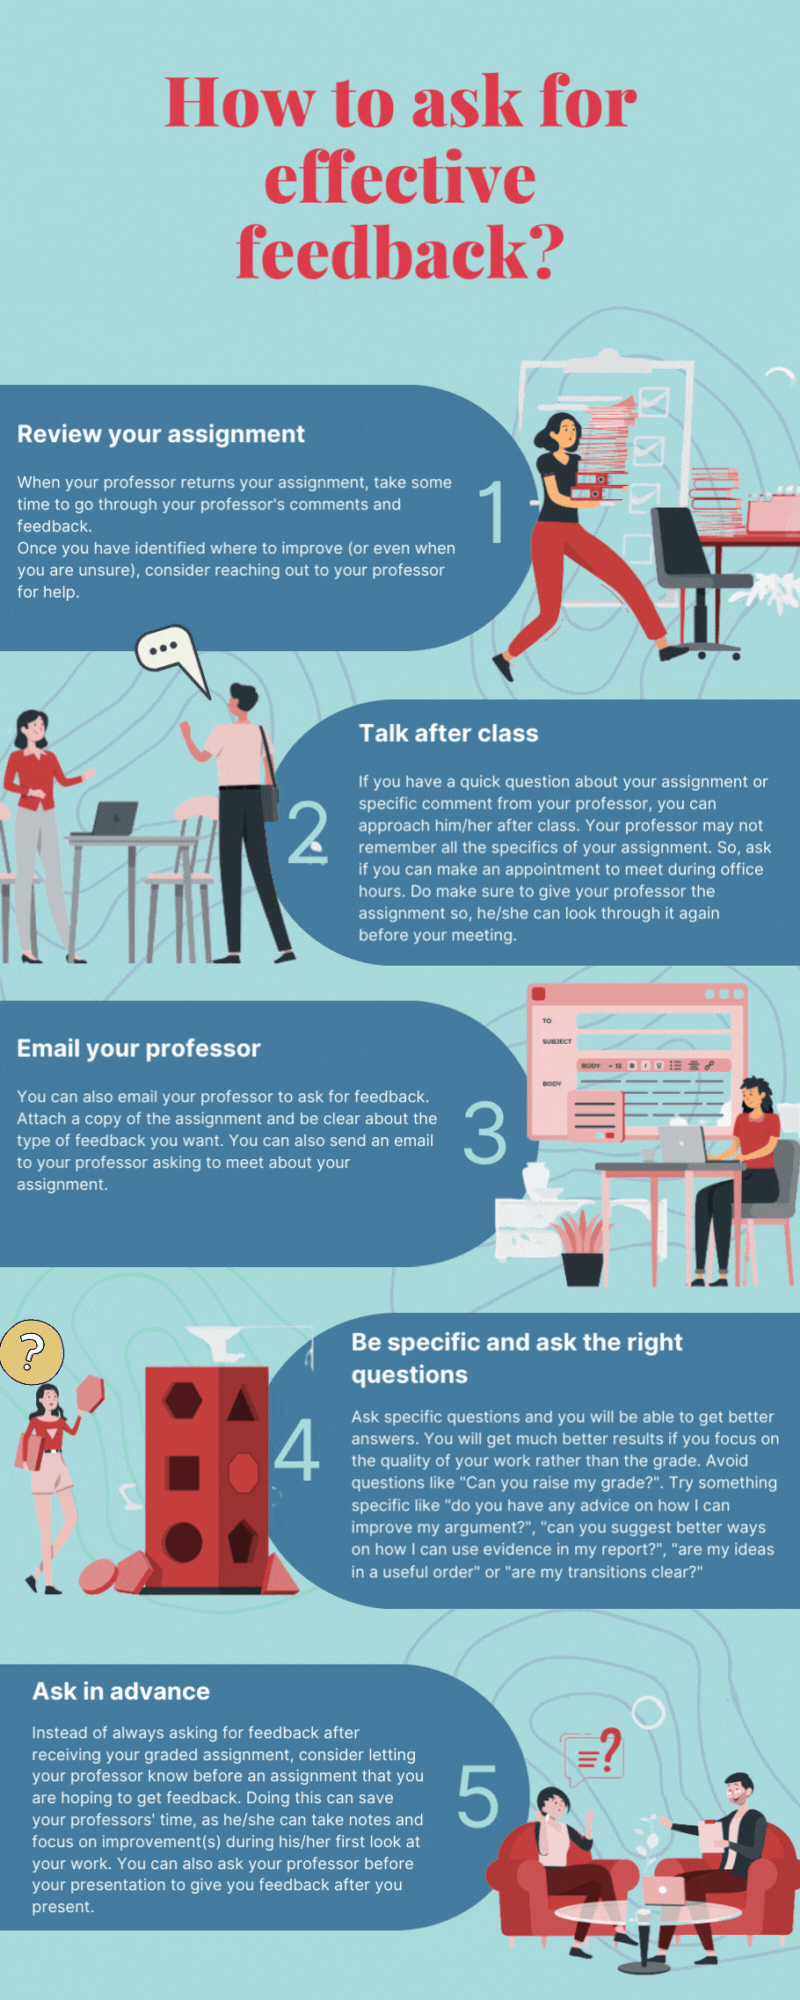 How to ask for
effective
feedback?
Review your assignment
When your professor returns your assignment, take some
time to go through your professor's comments and
feedback.
Once you have identified where to improve (or even when
you are unsure), consider reaching out to your professor
for help.
1
Talk after class
If you have a quick question about your assignment or
specific comment from your professor, you can
approach him/her after class. Your professor may not
remember all the specifics of your assignment. So, ask
if you can make an appointment to meet during office
hours. Do make sure to give your professor the
assignment so, he/she can look through it again
before your meeting.
2
Email your professor
You can also email your professor to ask for feedback.
Attach a copy of the assignment and be clear about the
type of feedback you want. You can also send an email
to your professor asking to meet about your
assignment.
3
TO
SUBJECT
BODY - 12 B I U
BODY
?
Be specific and ask the right
questions
Ask specific questions and you will be able to get better
answers. You will get much better results if you focus on
the quality of your work rather than the grade. Avoid
questions like "Can you raise my grade?". Try something
specific like "do you have any advice on how I can
improve my argument?", "can you suggest better ways
on how I can use evidence in my report?", "are my ideas
in a useful order" or "are my transitions clear?"
4
Ask in advance
Instead of always asking for feedback after
receiving your graded assignment, consider letting
your professor know before an assignment that you
are hoping to get feedback. Doing this can save
your professors' time, as he/she can take notes and
focus on improvement(s) during his/her first look at
your work. You can also ask your professor before
your presentation to give you feedback after you
present.
5
?